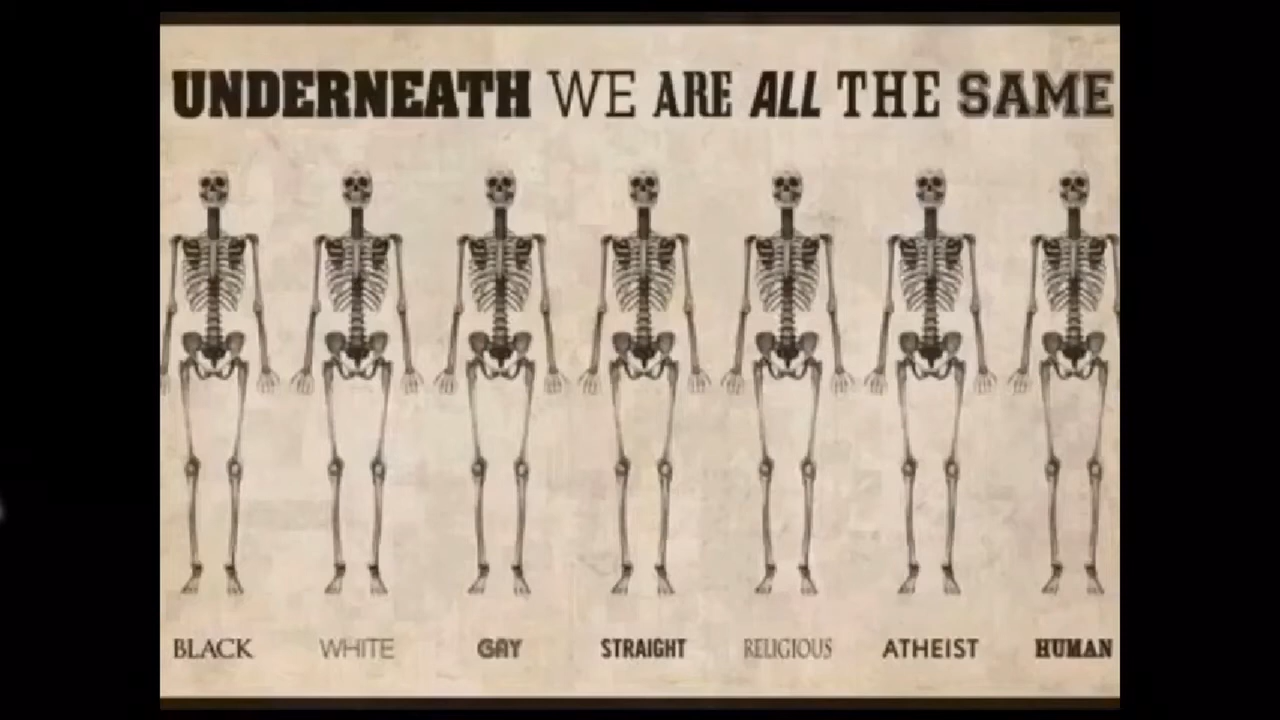 UNDERNEATH WE ARE ALL THE SAME
BLACK WHITE GAY STRAIGHT RELIGIOUS ATHEIST HUMAN